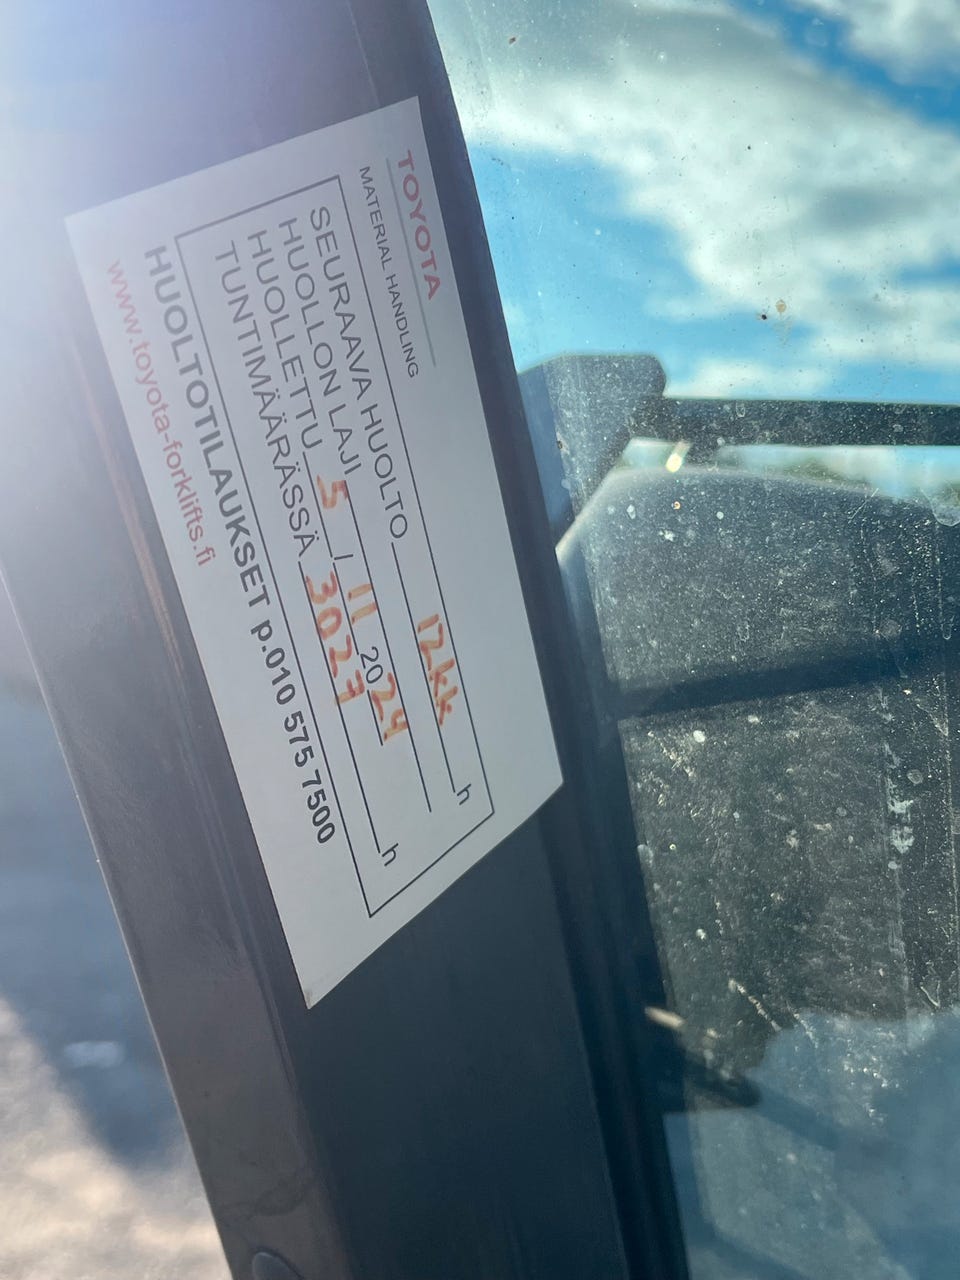 TOYOTA
MATERIAL HANDLING
SEURAAVA HUOLTO 12kk h
HUOLLON LAJI
HUOLLETTU 5 / 11 2024
TUNTIMÄÄRÄSSÄ 3027 h
HUOLTOTILAUKSET p.010 575 7500
www.toyota-forklifts.fi